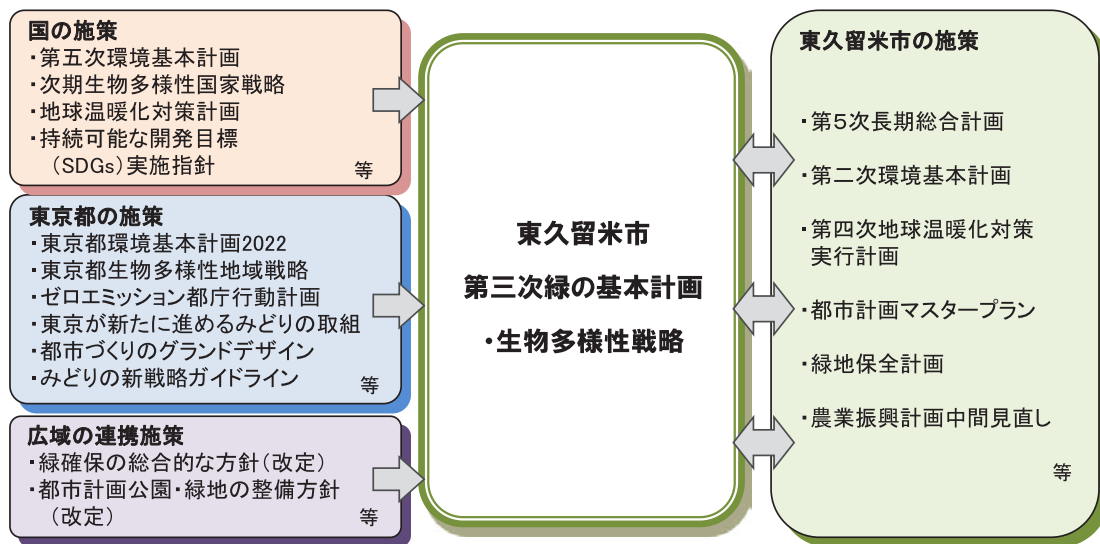 国の施策
・第五次環境基本計画
・次期生物多様性国家戦略
・地球温暖化対策計画
・持続可能な開発目標
（SDGs）実施指針
等
東京都の施策
・東京都環境基本計画2022
・東京都生物多様性地域戦略
・ゼロエミッション都庁行動計画
・東京が新たに進めるみどりの取組
・都市づくりのグランドデザイン
・みどりの新戦略ガイドライン
等
広域の連携施策
・緑確保の総合的な方針（改定）
・都市計画公園・緑地の整備方針
（改定）
等
東久留米市
第三次緑の基本計画
・生物多様性戦略
東久留米市の施策
・第５次長期総合計画
・第二次環境基本計画
・第四次地球温暖化対策
実行計画
・都市計画マスタープラン
・緑地保全計画
・農業振興計画中間見直し
等